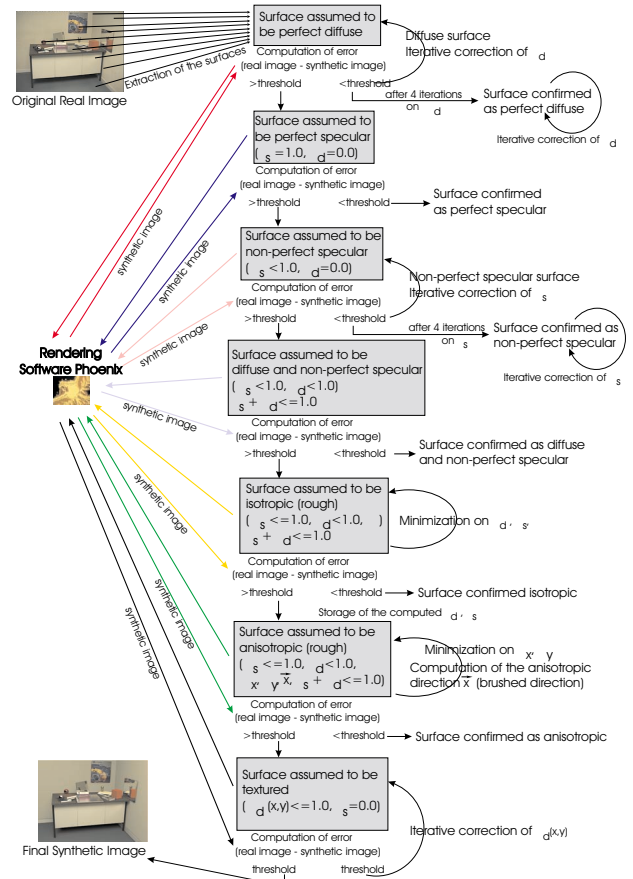 Surface assumed to
be perfect diffuse
Diffuse surface
Iterative correction of d
Extraction of the surfaces
Original Real Image
Computation of error
(real image - synthetic image)
>threshold <threshold
after 4 iterations
on d
Surface confirmed
as perfect diffuse
Iterative correction of d
Surface assumed to
be perfect specular
( s =1.0, d=0.0)
Computation of error
(real image - synthetic image)
>threshold <threshold
Surface confirmed
as perfect specular
synthetic image
synthetic image
Surface assumed to be
non-perfect specular
( s <1.0, d=0.0)
Computation of error
(real image - synthetic image)
Non-perfect specular surface
Iterative correction of s
>threshold <threshold
after 4 iterations
on s
Surface confirmed as
non-perfect specular
Iterative correction of s
synthetic image
Rendering
Software Phoenix
Surface assumed to be
diffuse and non-perfect specular
( s <1.0, d<1.0)
s + d<=1.0
synthetic image
Computation of error
(real image - synthetic image)
>threshold <threshold
Surface confirmed as diffuse
and non-perfect specular
Surface assumed to be
isotropic (rough)
( s <=1.0, d<1.0, )
s + d<=1.0
Minimization on d, s,
synthetic image
Computation of error
(real image - synthetic image)
>threshold <threshold
Surface confirmed isotropic
Storage of the computed d, s
synthetic image
Surface assumed to be
anisotropic (rough)
( s <=1.0, d<1.0,
x, y, x, s + d<=1.0)
Minimization on x, y
Computation of the anisotropic
direction x (brushed direction)
synthetic image
Computation of error
(real image - synthetic image)
>threshold <threshold
Surface confirmed as anisotropic
Surface assumed to be
textured
( d (x,y)<=1.0, s=0.0)
Iterative correction of d(x,y)
Computation of error
(real image - synthetic image)
threshold threshold
Final Synthetic Image